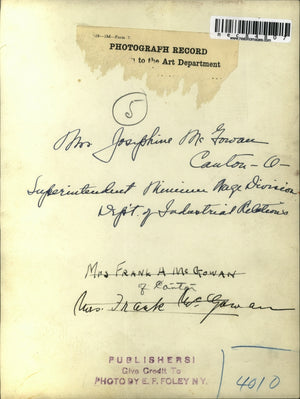 PHOTOGRAPH RECORD
to the Art Department
5
Mrs Josephine McGowan
Canton-O-
Superintendent Minimum Wage Division
Dep't. of Industrial Relations
MRS FRANK A MCGOWAN
of Canton
Mrs. Frank McGowan
PUBLISHERS!
Give Credit To
PHOTO BY E. F. FOLEY N.Y.
4010